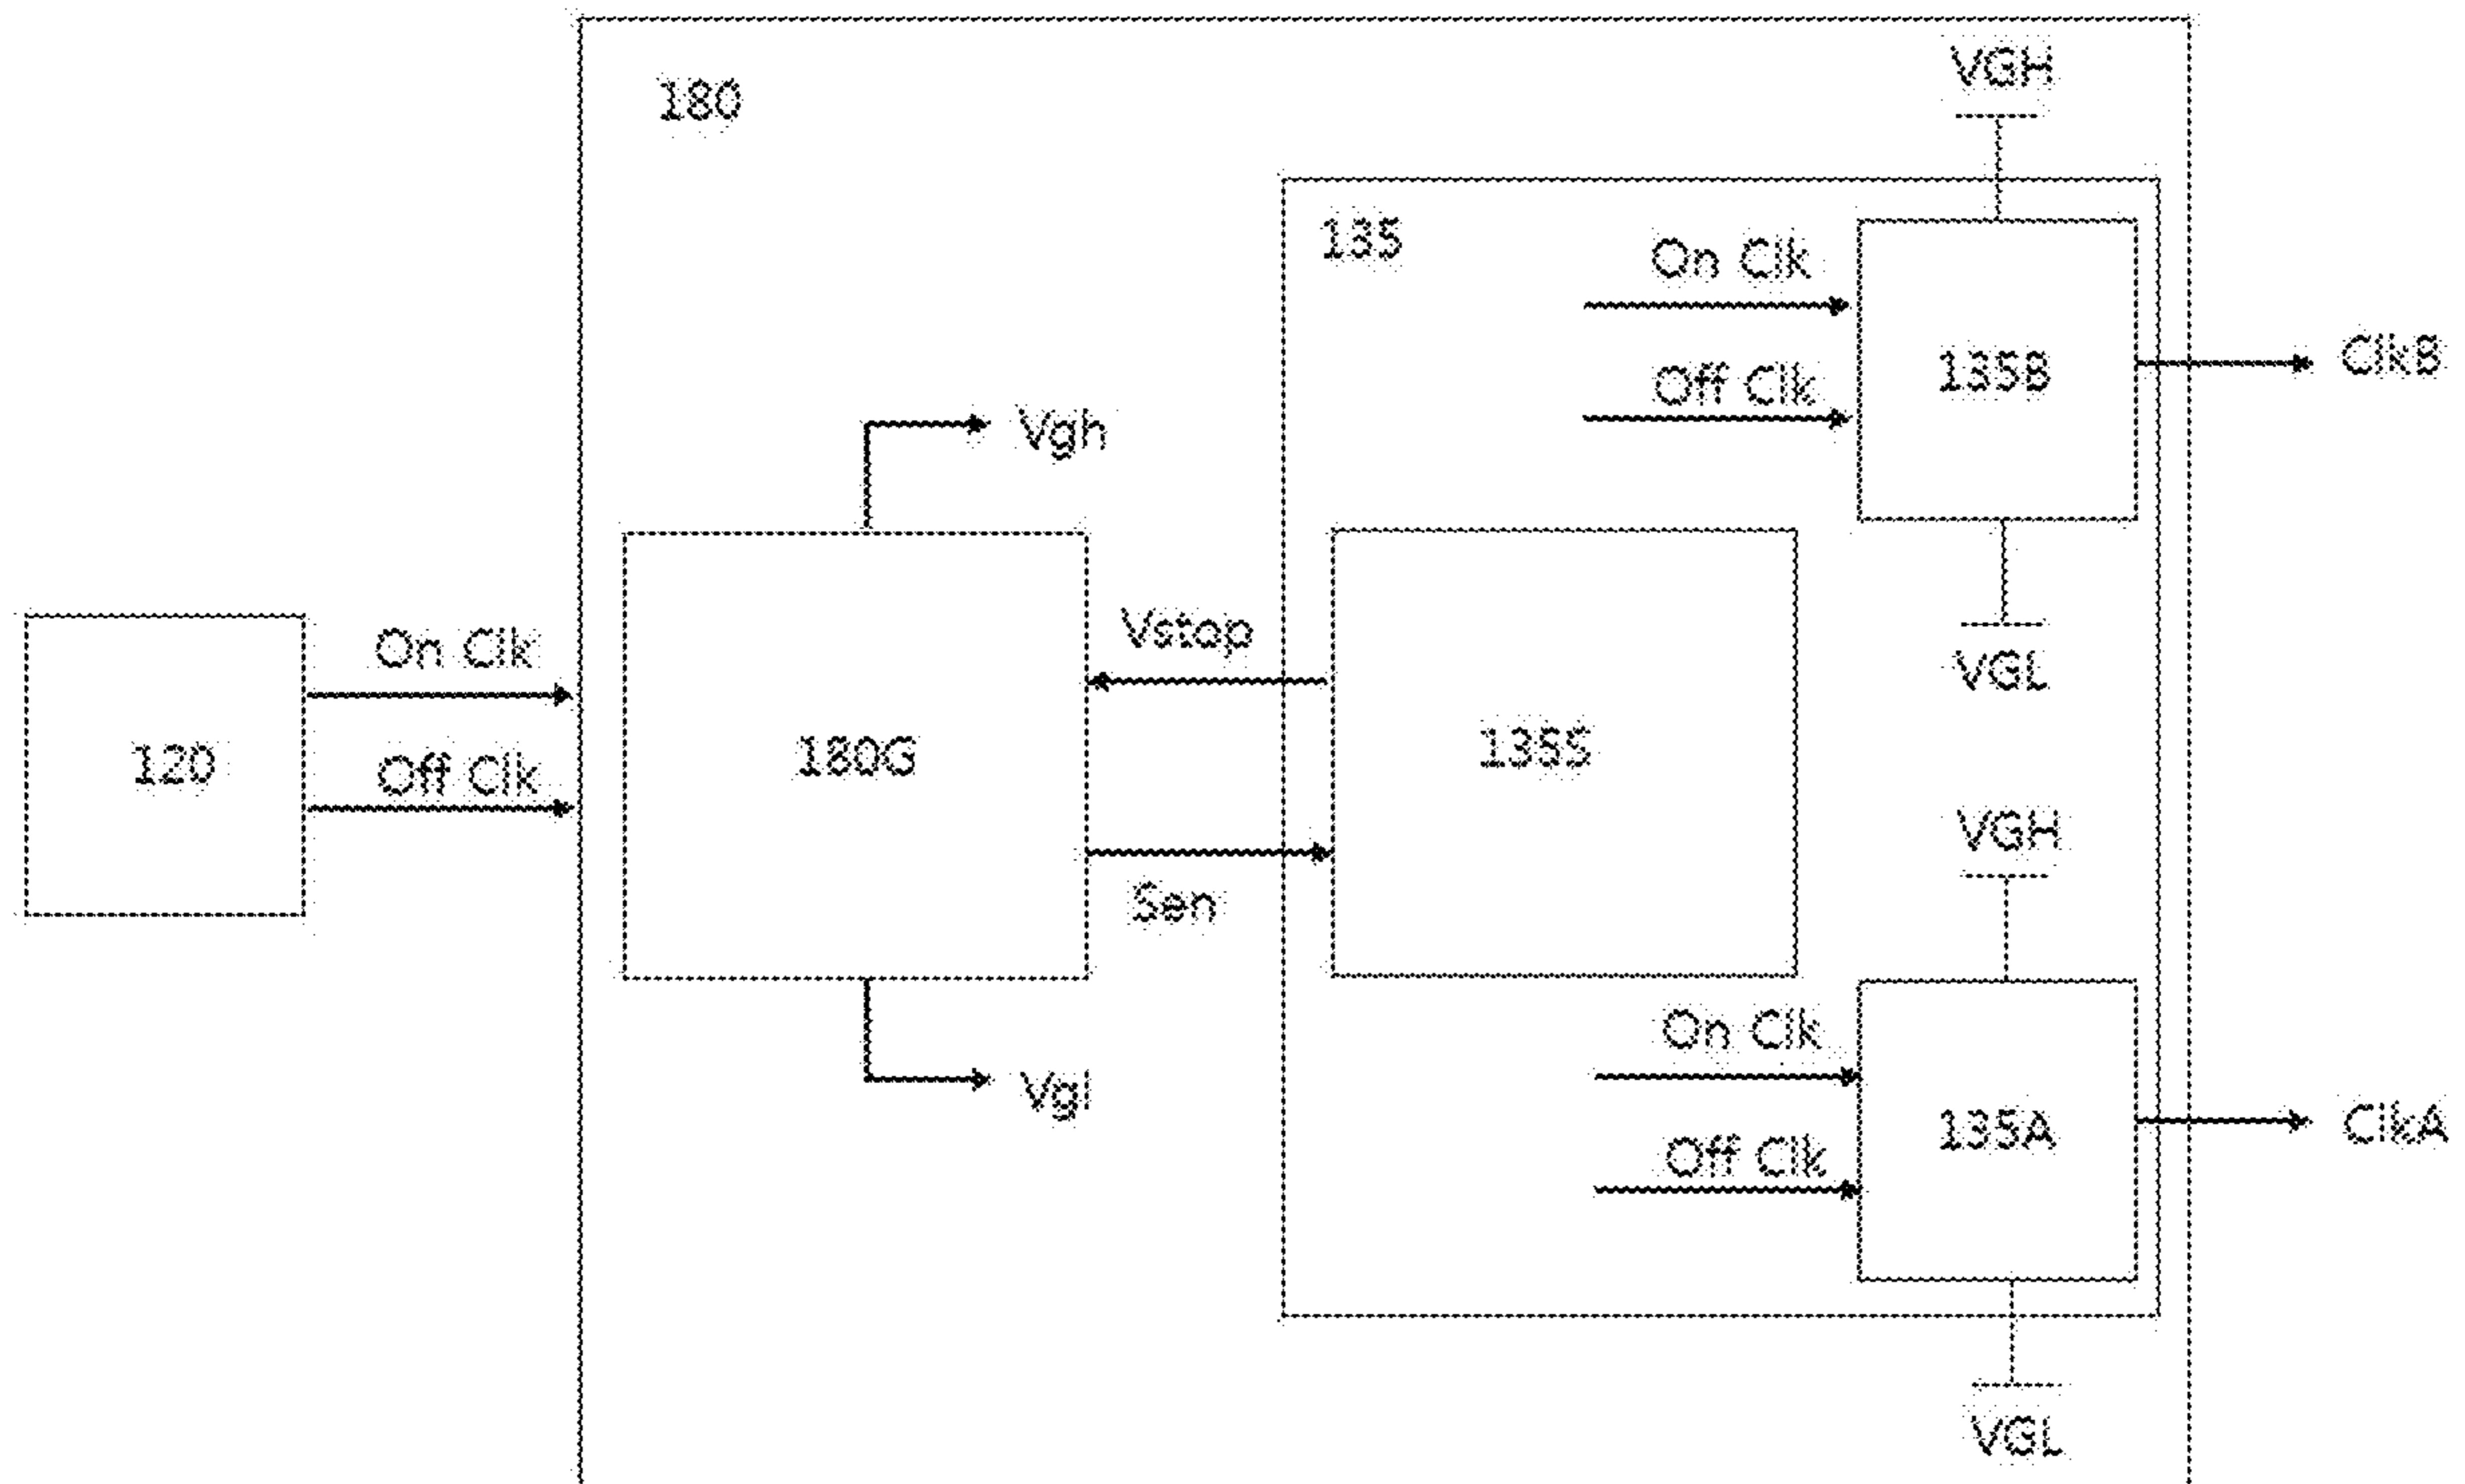 VGH
180
135
On Clk
Off Clk
135B
ClkB
Vgh
VGL
On Clk
Off Clk
120
Vstop
180G
135S
Sen
VGH
On Clk
Off Clk
135A
ClkA
Vgl
VGL